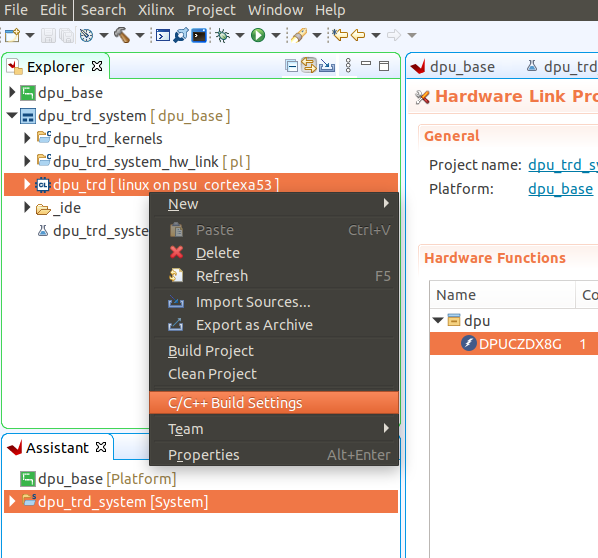 File Edit Search Xilinx Project Window Help
Explorer
dpu_base
dpu_trd_system [ dpu_base ]
dpu_trd_kernels
dpu_trd_system_hw_link [ pl ]
dpu_trd [ linux on psu_cortexa53 ]
_ide
dpu_trd_syste
New
Paste Ctrl+V
Delete
Refresh F5
Import Sources...
Export as Archive
Build Project
Clean Project
C/C++ Build Settings
Team
Properties Alt+Enter
Assistant
dpu_base [Platform]
dpu_trd_system [System]
dpu_base dpu_trd
Hardware Link Pro
General
Project name: dpu_trd_s
Platform: dpu_base
Hardware Functions
Name Co
dpu
DPUCZDX8G 1